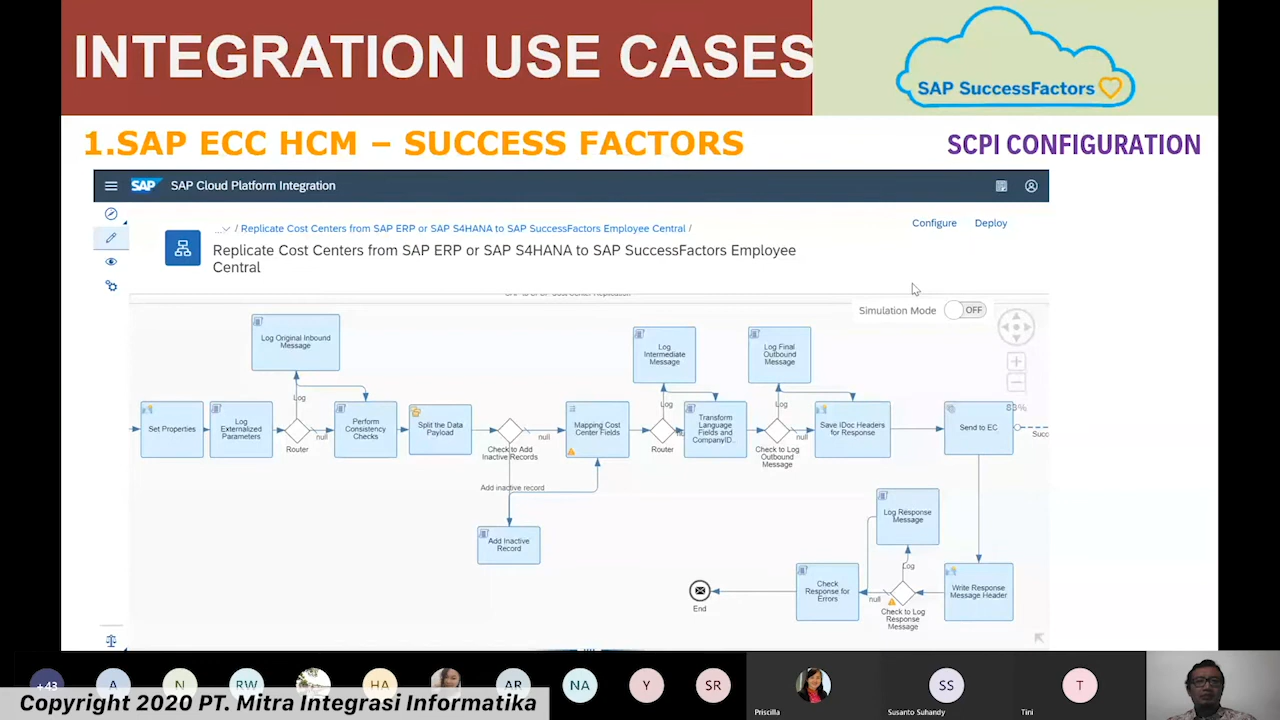 INTEGRATION USE CASES
SAP SuccessFactors
1.SAP ECC HCM – SUCCESS FACTORS
SCPI CONFIGURATION
SAP
SAP Cloud Platform Integration
... / Replicate Cost Centers from SAP ERP or SAP S4HANA to SAP SuccessFactors Employee Central /
Configure
Deploy
Replicate Cost Centers from SAP ERP or SAP S4HANA to SAP SuccessFactors Employee
Central
Simulation Mode
OFF
83%
Log Original Inbound
Message
Log
Intermediate
Message
Log Final
Outbound
Message
Log
Log
Log
Set Properties
Log
Externalized
Parameters
Router
null
Perform
Consistency
Checks
Split the Data
Payload
Check to Add
Inactive Records
null
Mapping Cost
Center Fields
Router
Transform
Language
Fields and
CompanyID..
Check to Log
Outbound
Message
null
Save IDoc Headers
for Response
Send to EC
Succ
Add inactive record
Add Inactive
Record
Log Response
Message
Log
End
Check
Response for
Errors
null
Check to Log
Response
Message
Write Response
Message Header
+43
A
N
RW
HA
AR
NA
Y
SR
SS
T
Priscilla
Susanto Suhandy
Tini
Copyright 2020 PT. Mitra Integrasi Informatika